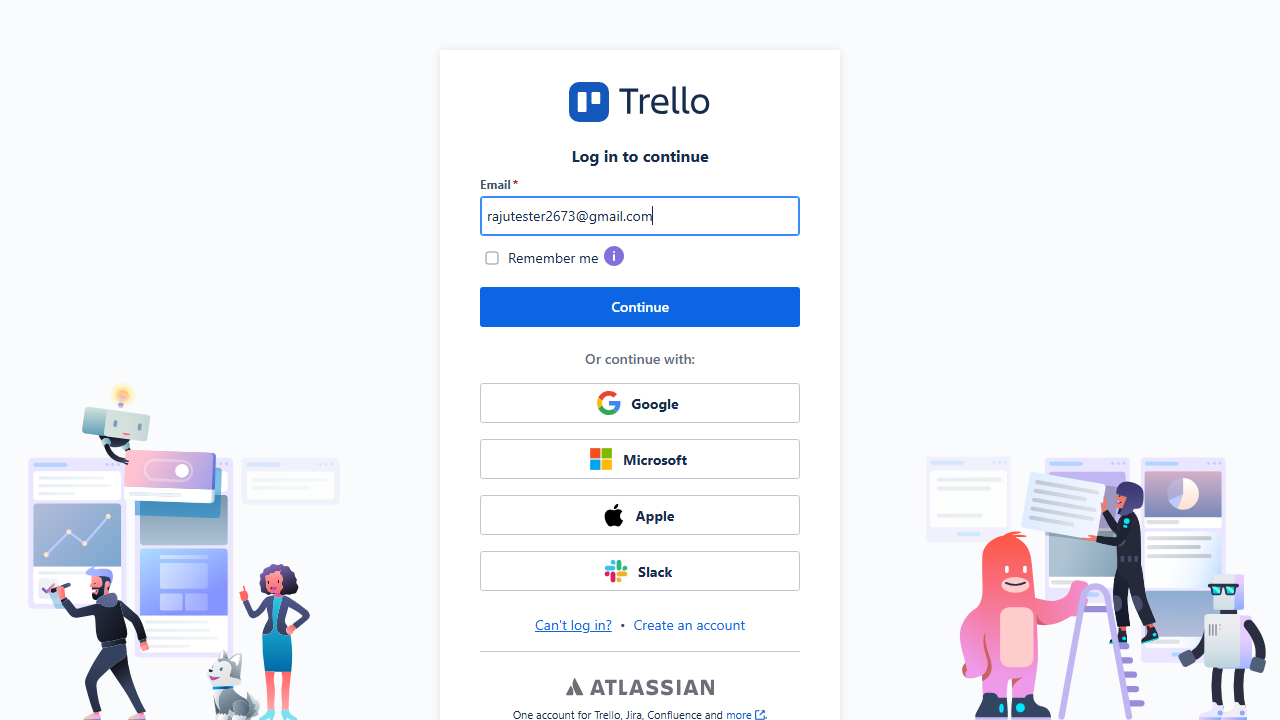 Trello
Log in to continue
Email *
rajutester2673@gmail.com
Remember me
Continue
Or continue with:
Google
Microsoft
Apple
Slack
Can't log in? • Create an account
ATLASSIAN
One account for Trello, Jira, Confluence and more.